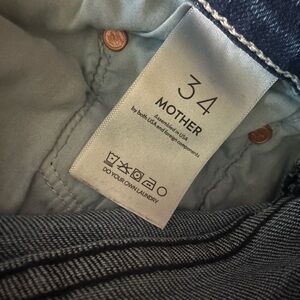 34
MOTHER
Assembled in USA
by both USA and foreign components
DO YOUR OWN LAUNDRY